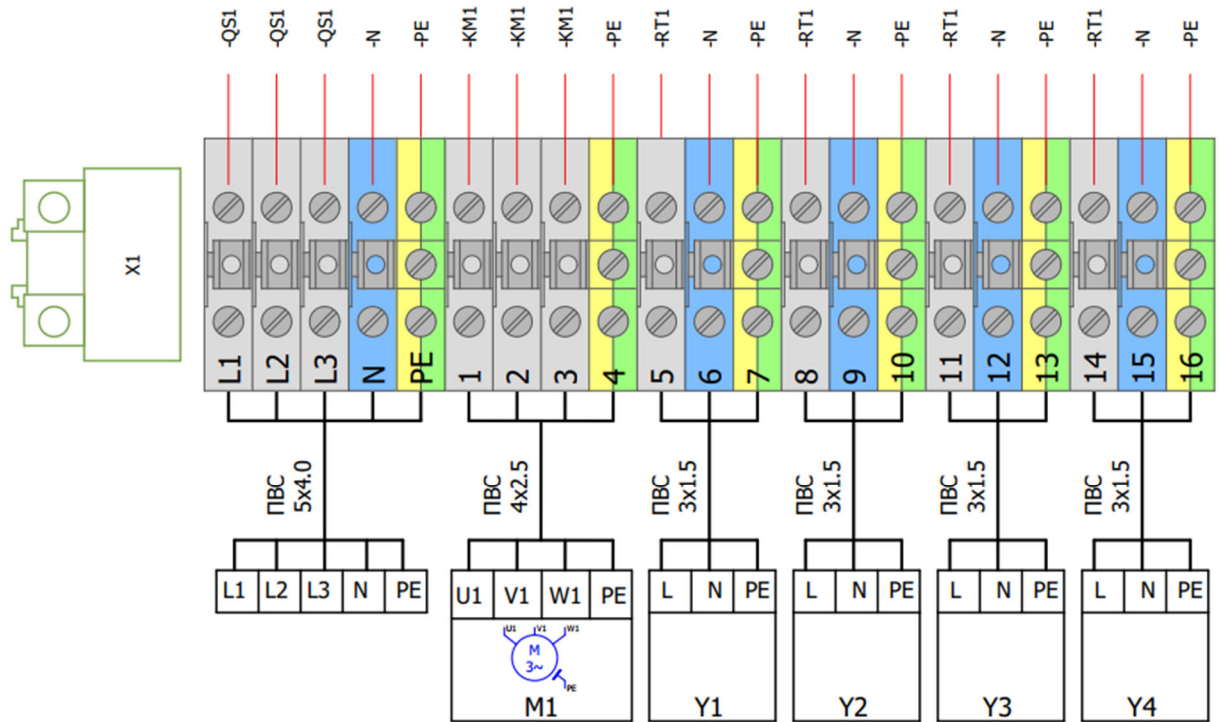 -QS1 -QS1 -QS1 -N -PE -KM1 -KM1 -KM1 -PE -RT1 -N -PE -RT1 -N -PE -RT1 -N -PE -RT1 -N -PE
X1
L1 L2 L3 N PE 1 2 3 4 5 6 7 8 9 10 11 12 13 14 15 16
ПВС 5x4.0
ПВС 4x2.5
ПВС 3x1.5
ПВС 3x1.5
ПВС 3x1.5
ПВС 3x1.5
L1 L2 L3 N PE
U1 V1 W1 PE
L N PE
L N PE
L N PE
L N PE
U1 V1 W1
M
3~
PE
M1
Y1
Y2
Y3
Y4